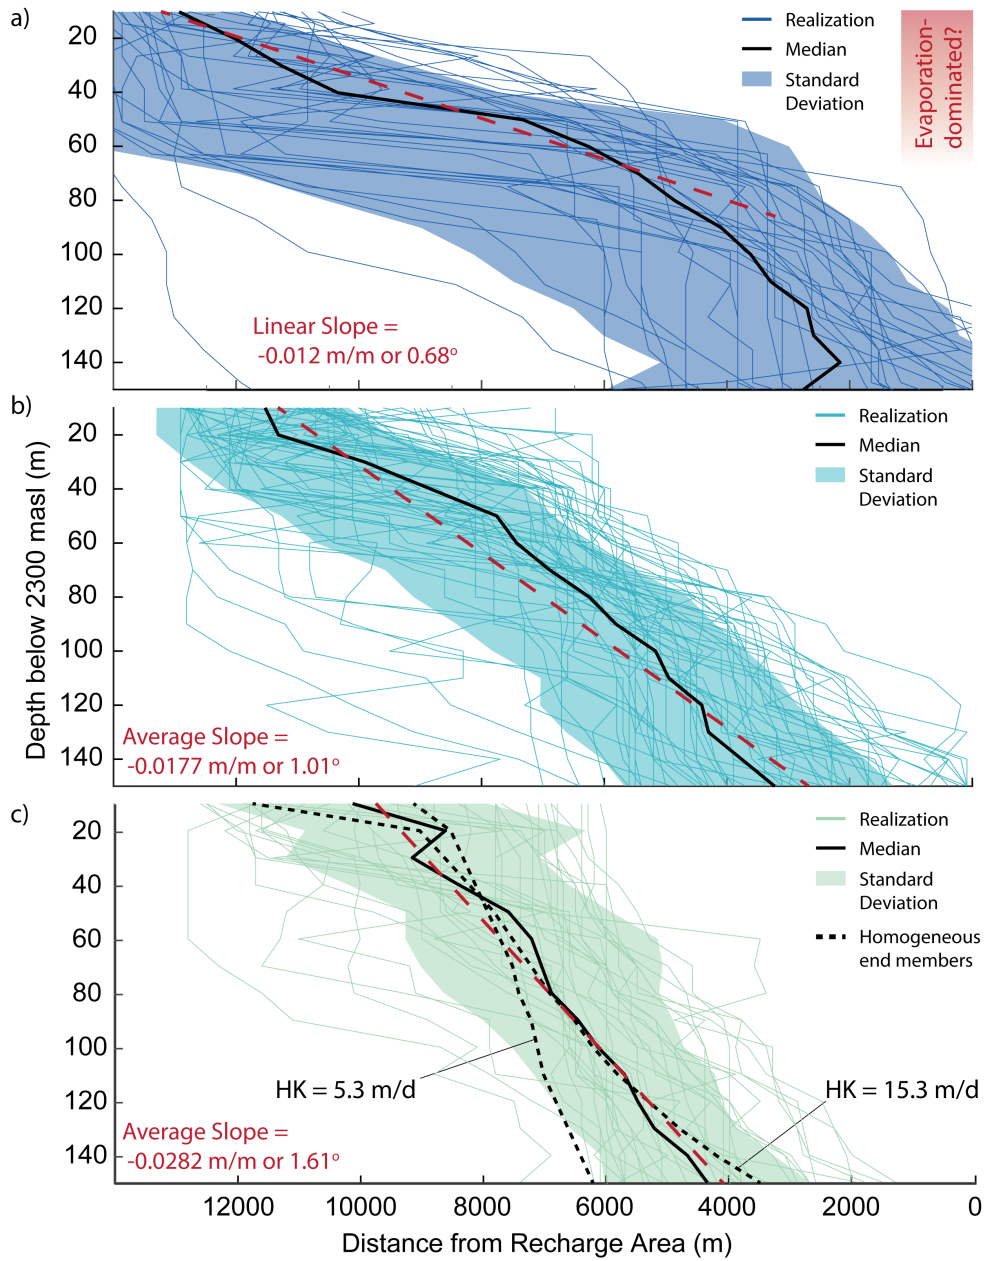 a)
Realization
Median
Standard
Deviation
Evaporation-
dominated?
20
40
60
80
100
120
140
Linear Slope =
-0.012 m/m or 0.68°
b)
Realization
Median
Standard
Deviation
20
40
60
80
100
120
140
Depth below 2300 masl (m)
Average Slope =
-0.0177 m/m or 1.01°
c)
Realization
Median
Standard
Deviation
Homogeneous
end members
20
40
60
80
100
120
140
HK = 5.3 m/d
HK = 15.3 m/d
Average Slope =
-0.0282 m/m or 1.61°
12000 10000 8000 6000 4000 2000 0
Distance from Recharge Area (m)